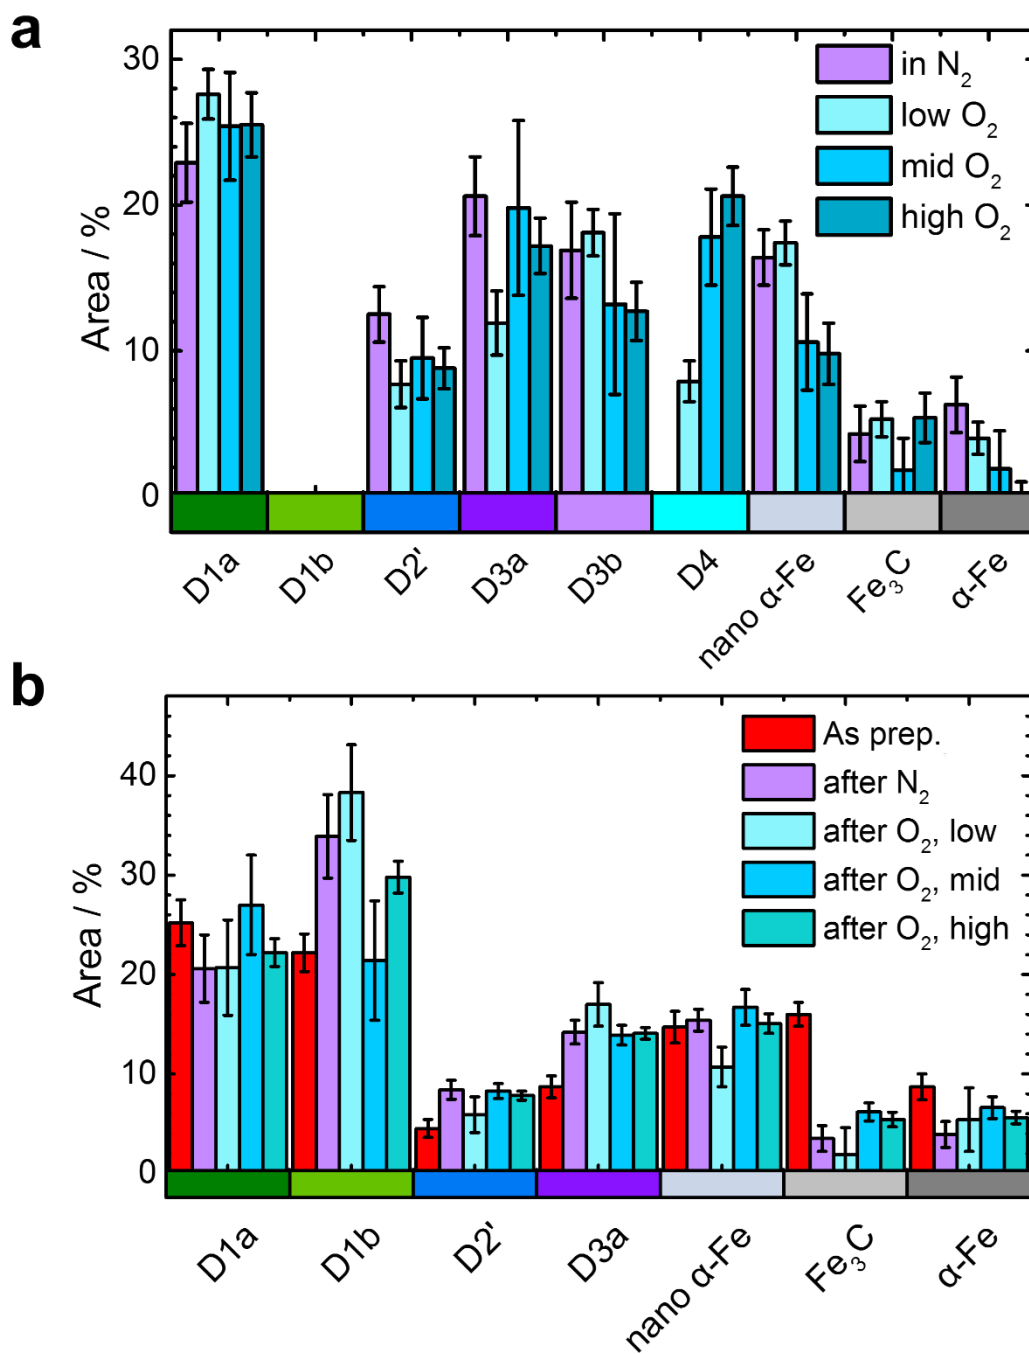 a
30
20
10
0
Area / %
in N₂
low O₂
mid O₂
high O₂
D1a
D1b
D2'
D3a
D3b
D4
nano α-Fe
Fe₃C
α-Fe
b
40
30
20
10
0
Area / %
As prep.
after N₂
after O₂, low
after O₂, mid
after O₂, high
D1a
D1b
D2'
D3a
nano α-Fe
Fe₃C
α-Fe